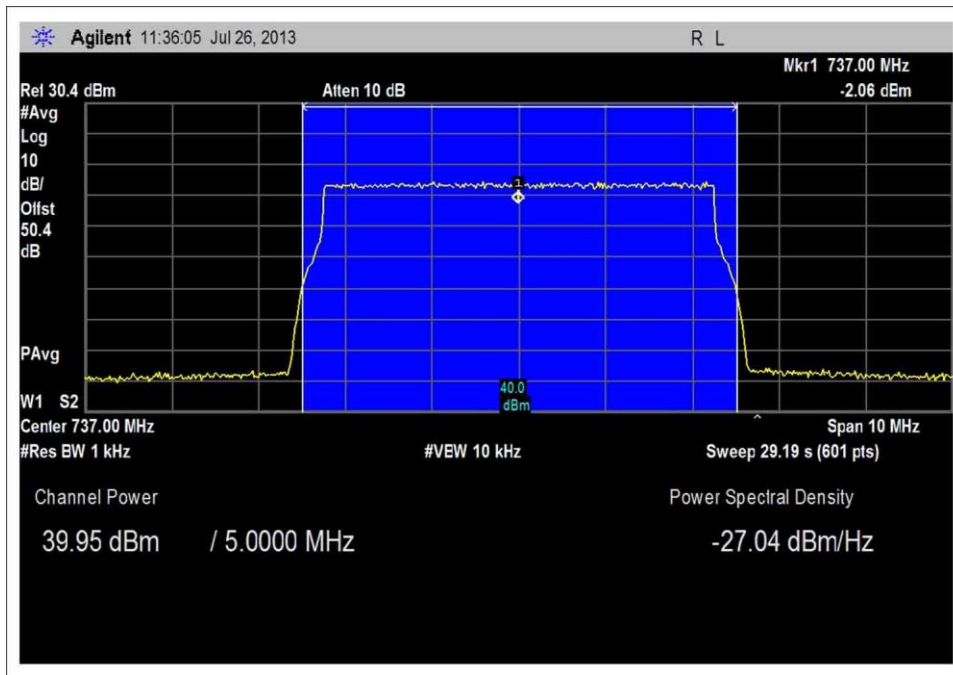 Agilent 11:36:05 Jul 26, 2013 R L
Mkr1 737.00 MHz
Ref 30.4 dBm Atten 10 dB -2.06 dBm
#Avg
Log
10
dB/
Offst
50.4
dB
1
PAvg
40.0
dBm
W1 S2
Center 737.00 MHz Span 10 MHz
#Res BW 1 kHz #VBW 10 kHz Sweep 29.19 s (601 pts)
Channel Power Power Spectral Density
39.95 dBm / 5.0000 MHz -27.04 dBm/Hz